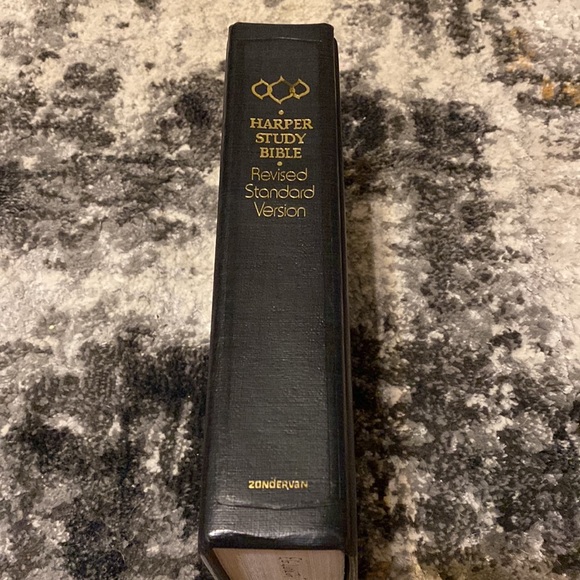 HARPER
STUDY
BIBLE
Revised
Standard
Version
ZONDERVAN